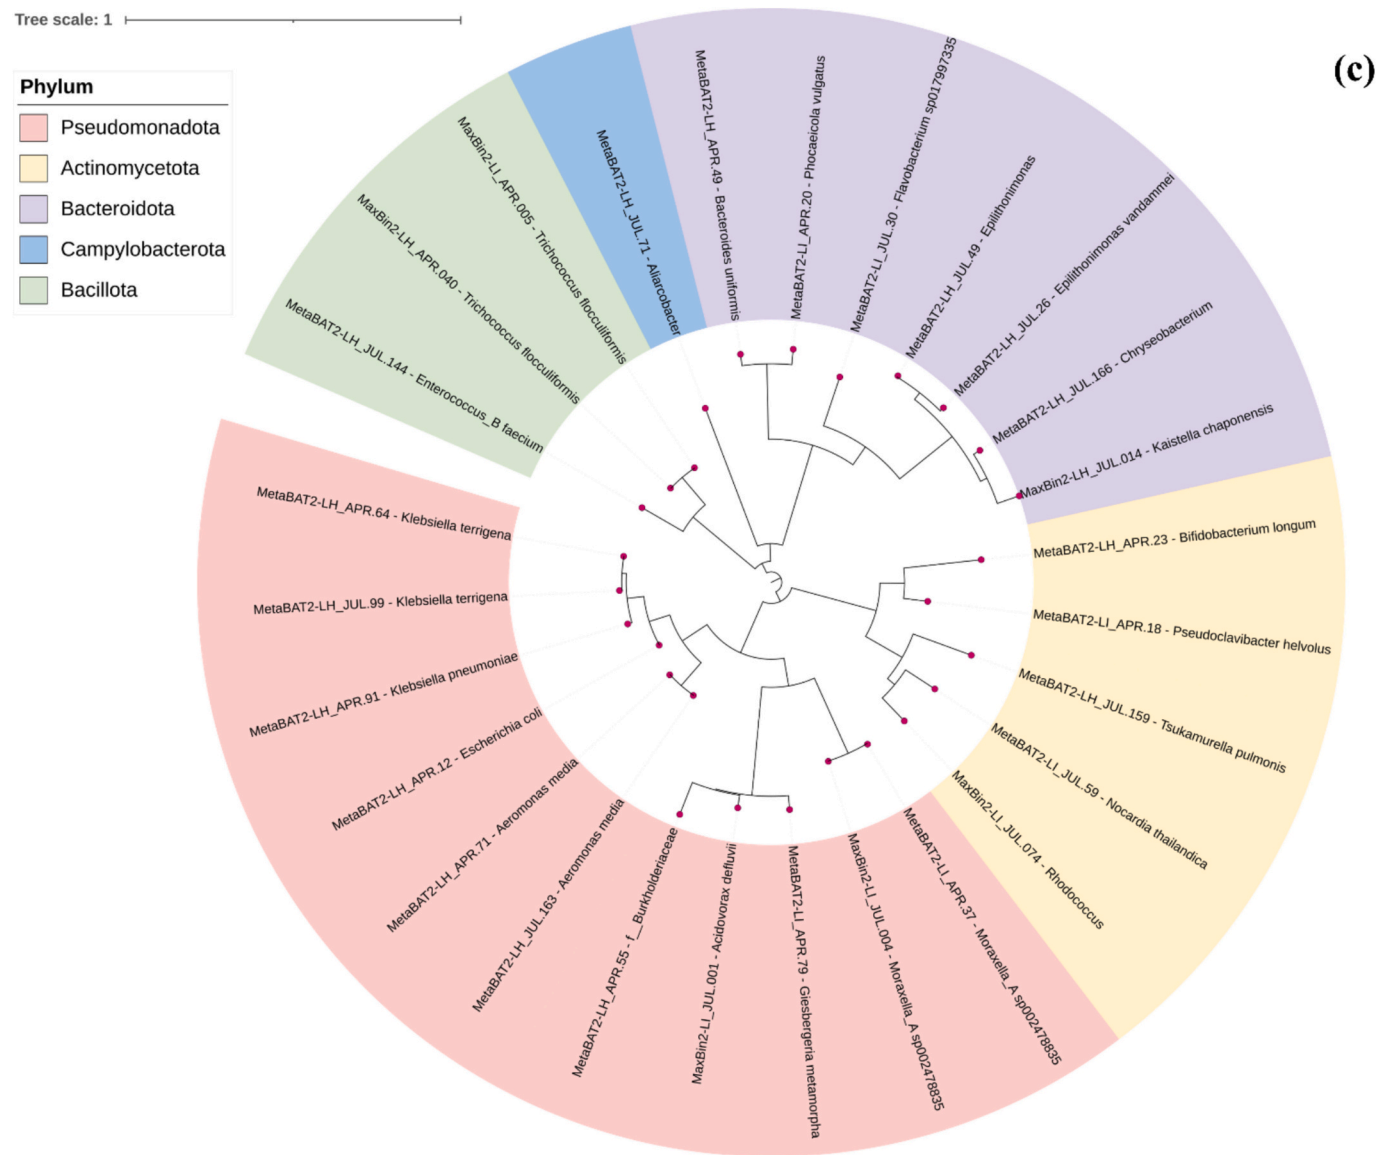 Tree scale: 1
(c)
Phylum
Pseudomonadota
Actinomycetota
Bacteroidota
Campylobacterota
Bacillota
MetaBAT2-LH_JUL.144 - Enterococcus_B faecium
MaxBin2-LH_APR.040 - Trichococcus flocculiformis
MaxBin2-LI_APR.005 - Trichococcus flocculiformis
MetaBAT2-LH_JUL.71 - Aliarcobacter
MetaBAT2-LH_APR.49 - Bacteroides uniformis
MetaBAT2-LI_APR.20 - Phocaeicola vulgatus
MetaBAT2-LI_JUL.30 - Flavobacterium sp017997335
MetaBAT2-LH_JUL.49 - Epilithonimonas
MetaBAT2-LH_JUL.26 - Epilithonimonas vandammei
MetaBAT2-LH_JUL.166 - Chryseobacterium
MaxBin2-LH_JUL.014 - Kaistella chaponensis
MetaBAT2-LH_APR.23 - Bifidobacterium longum
MetaBAT2-LI_APR.18 - Pseudoclavibacter helvolus
MetaBAT2-LH_JUL.159 - Tsukamurella pulmonis
MetaBAT2-LI_JUL.59 - Nocardia thailandica
MaxBin2-LI_JUL.074 - Rhodococcus
MetaBAT2-LI_APR.37 - Moraxella_A sp002478835
MaxBin2-LI_JUL.004 - Moraxella_A sp002478835
MetaBAT2-LI_APR.79 - Giesbergeria metamorpha
MaxBin2-LI_JUL.001 - Acidovorax defluvii
MetaBAT2-LH_APR.55 - f__Burkholderiaceae
MetaBAT2-LH_JUL.163 - Aeromonas media
MetaBAT2-LH_APR.71 - Aeromonas media
MetaBAT2-LH_APR.12 - Escherichia coli
MetaBAT2-LH_APR.91 - Klebsiella pneumoniae
MetaBAT2-LH_JUL.99 - Klebsiella terrigena
MetaBAT2-LH_APR.64 - Klebsiella terrigena